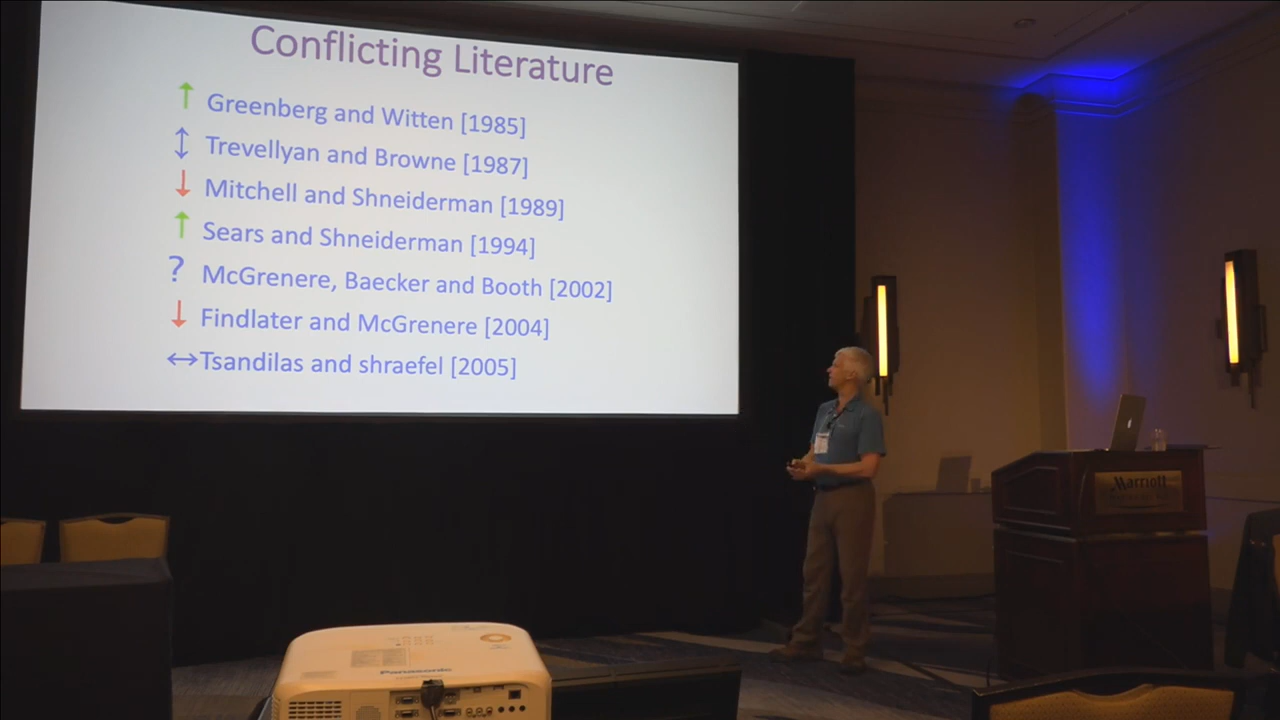 Conflicting Literature
↑ Greenberg and Witten [1985]
↕ Trevellyan and Browne [1987]
↓ Mitchell and Shneiderman [1989]
↑ Sears and Shneiderman [1994]
? McGrenere, Baecker and Booth [2002]
↓ Findlater and McGrenere [2004]
↔ Tsandilas and shraefel [2005]
Marriott
Panasonic